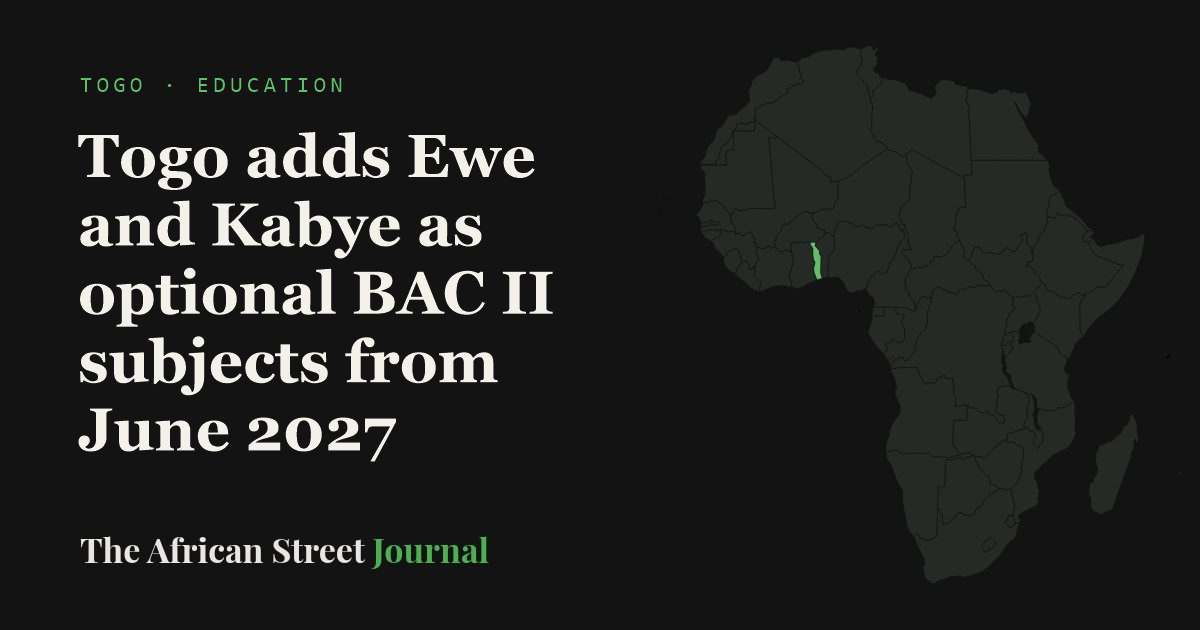 TOGO · EDUCATION
Togo adds Ewe
and Kabye as
optional BAC II
subjects from
June 2027
The African Street Journal